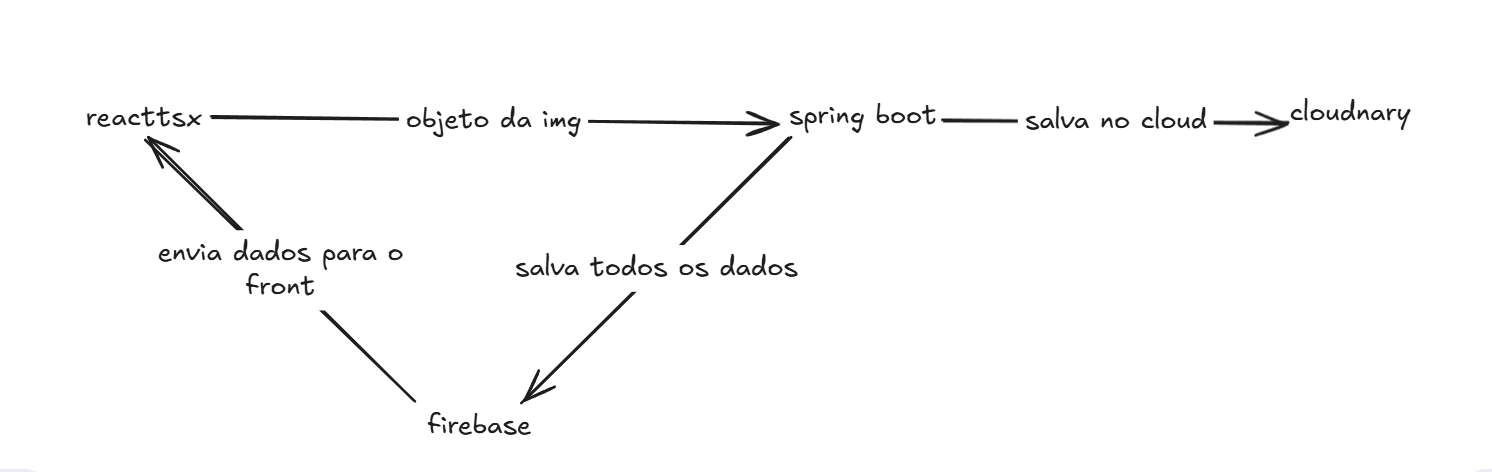 reacttsx
objeto da img
spring boot
salva no cloud
cloudnary
envia dados para o
front
salva todos os dados
firebase